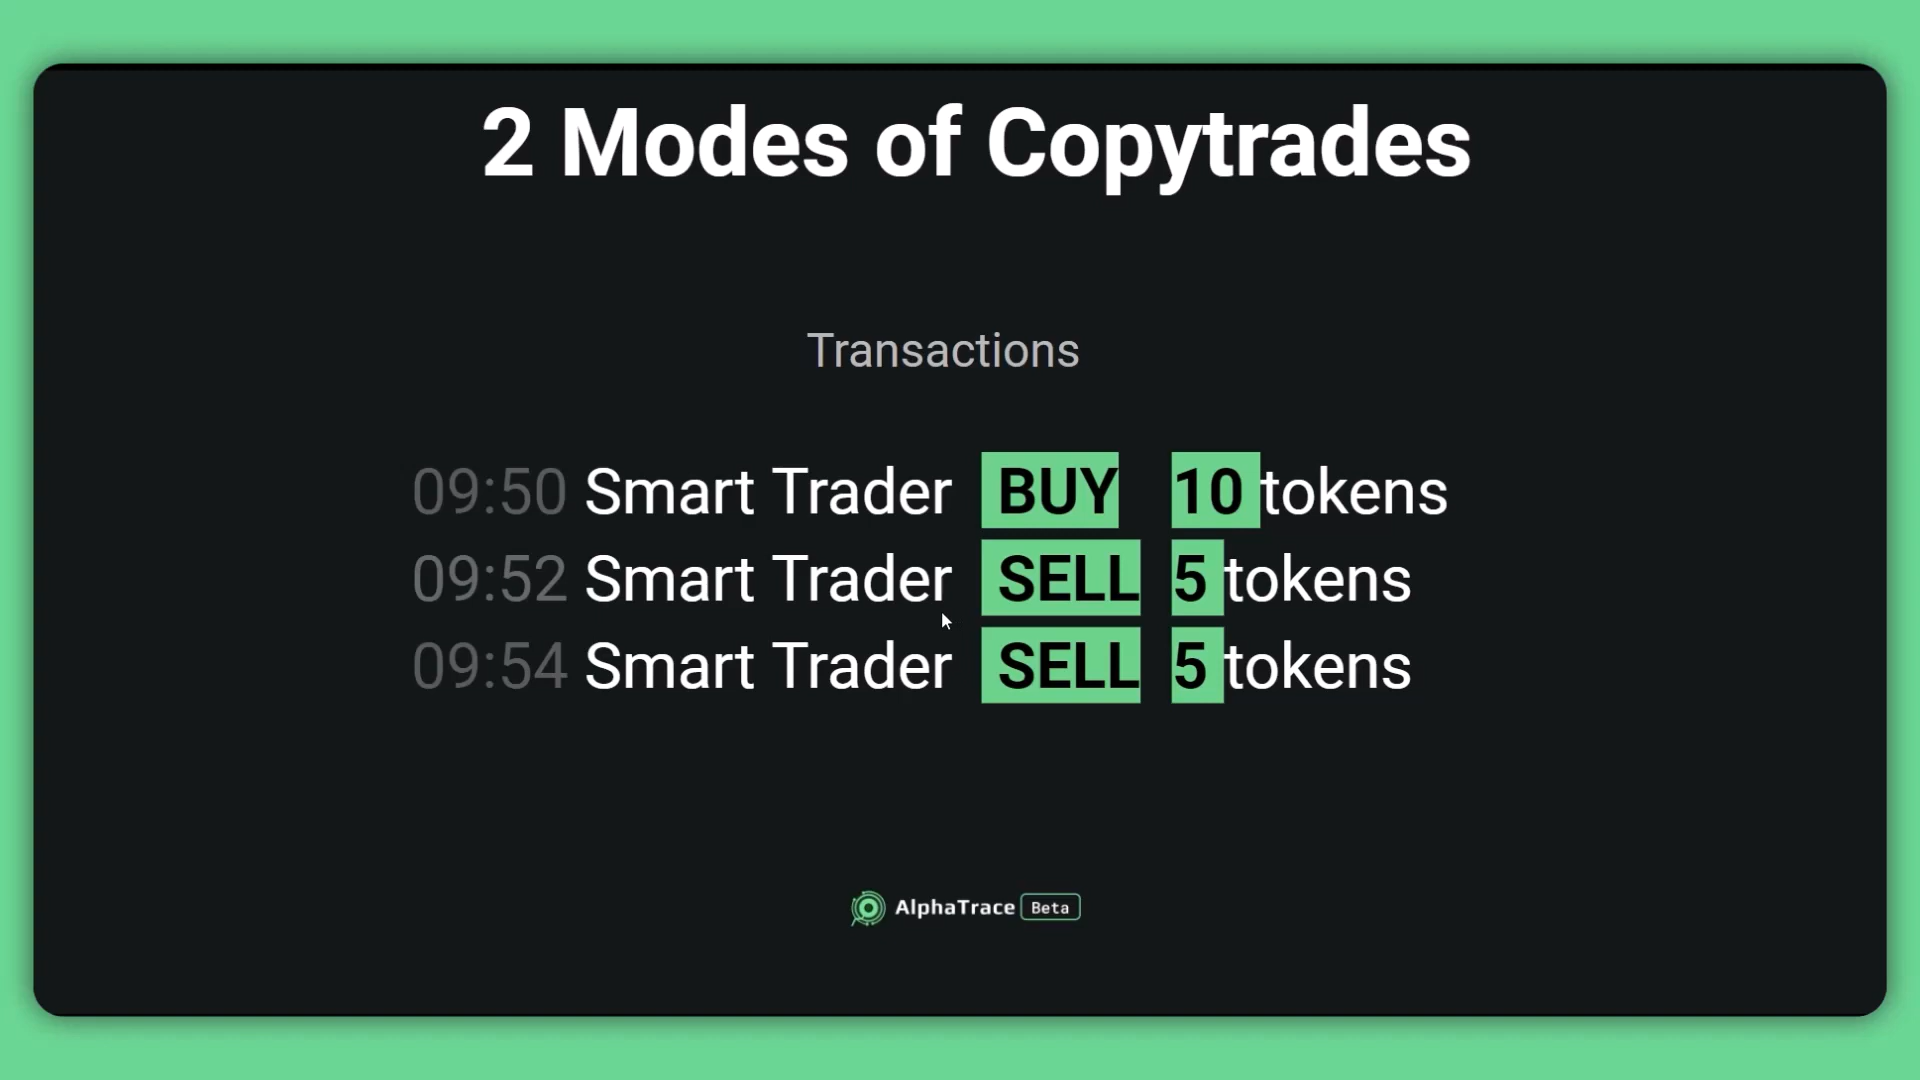 2 Modes of Copytrades
Transactions
09:50 Smart Trader BUY 10 tokens
09:52 Smart Trader SELL 5 tokens
09:54 Smart Trader SELL 5 tokens
AlphaTrace Beta